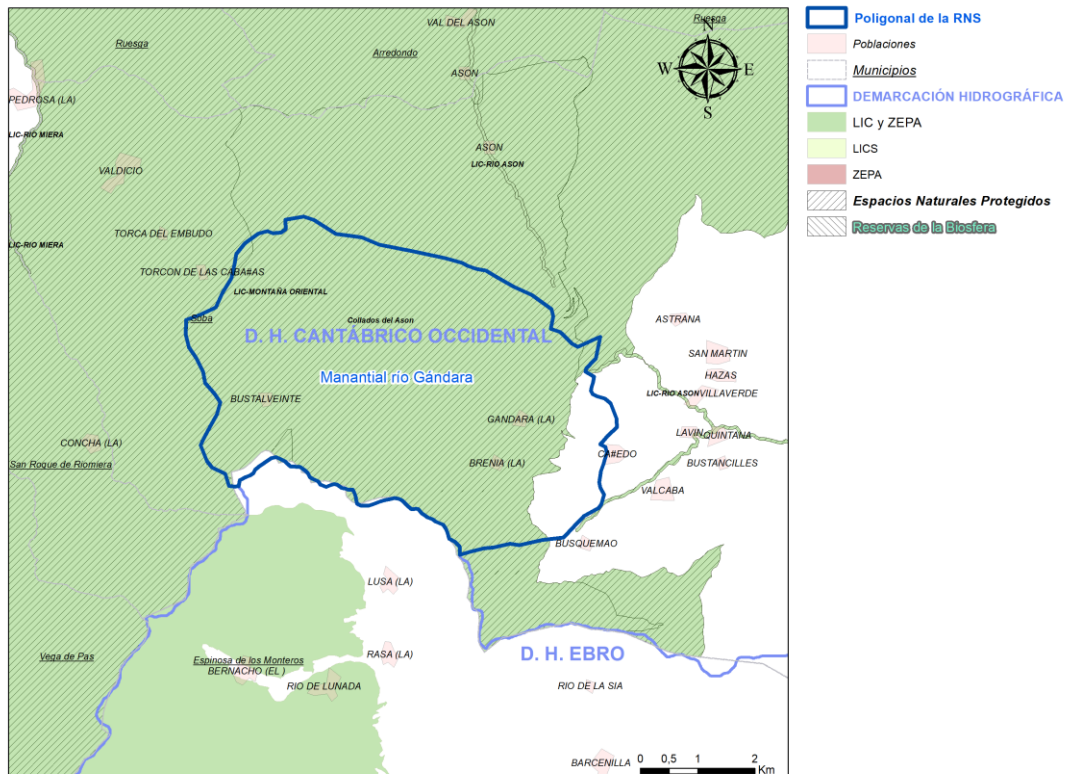 VAL DEL ASON
Ruesga
Ruesga
Arredondo
N
W
E
S
ASON
PEDROSA (LA)
LIC-RIO MIERA
ASON
LIC-RIO ASON
VALDICIO
TORCA DEL EMBUDO
LIC-RIO MIERA
TORCON DE LAS CABA#AS
LIC-MONTAÑA ORIENTAL
Soba
Collados del Ason
ASTRANA
D. H. CANTÁBRICO OCCIDENTAL
SAN MARTIN
Manantial río Gándara
HAZAS
LIC-RIO ASON
VILLAVERDE
BUSTALVEINTE
GANDARA (LA)
LAVIN
QUINTANA
CONCHA (LA)
CA#EDO
San Roque de Riomiera
BRENIA (LA)
BUSTANCILLES
VALCABA
BUSQUEMAO
LUSA (LA)
Vega de Pas
Espinosa de los Monteros
RASA (LA)
D. H. EBRO
BERNACHO (EL )
RIO DE LUNADA
RIO DE LA SIA
BARCENILLA
0 0,5 1 2
Km
Poligonal de la RNS
Poblaciones
Municipios
DEMARCACIÓN HIDROGRÁFICA
LIC y ZEPA
LICS
ZEPA
Espacios Naturales Protegidos
Reservas de la Biosfera